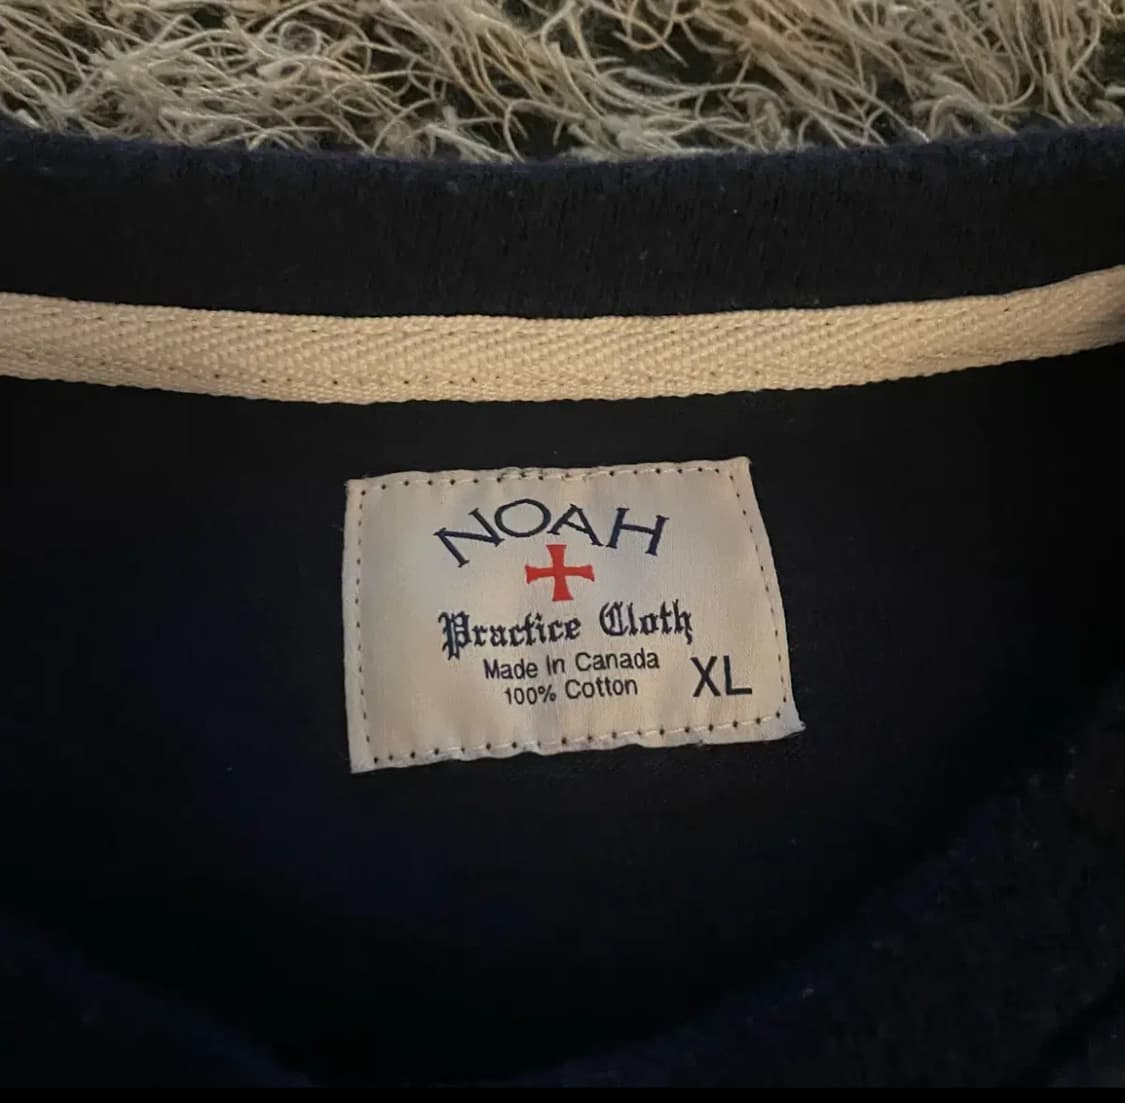 NOAH
Practice Cloth
Made In Canada
100% Cotton
XL